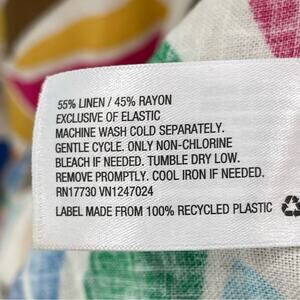 55% LINEN / 45% RAYON
EXCLUSIVE OF ELASTIC
MACHINE WASH COLD SEPARATELY.
GENTLE CYCLE. ONLY NON-CHLORINE
BLEACH IF NEEDED. TUMBLE DRY LOW.
REMOVE PROMPTLY. COOL IRON IF NEEDED.
RN17730 VN1247024
LABEL MADE FROM 100% RECYCLED PLASTIC